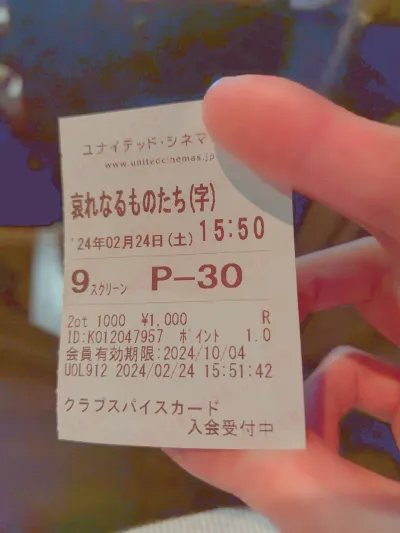 ユナイテッド・シネマ
www.unitedcinemas.jp
哀れなるものたち(字)
'24年02月24日(土) 15:50
9スクリーン P-30
2ot 1000 ¥1,000 R
ID:K012047957 ポイント 1.0
会員有効期限:2024/10/04
UOL912 2024/02/24 15:51:42
クラブスパイスカード
入会受付中